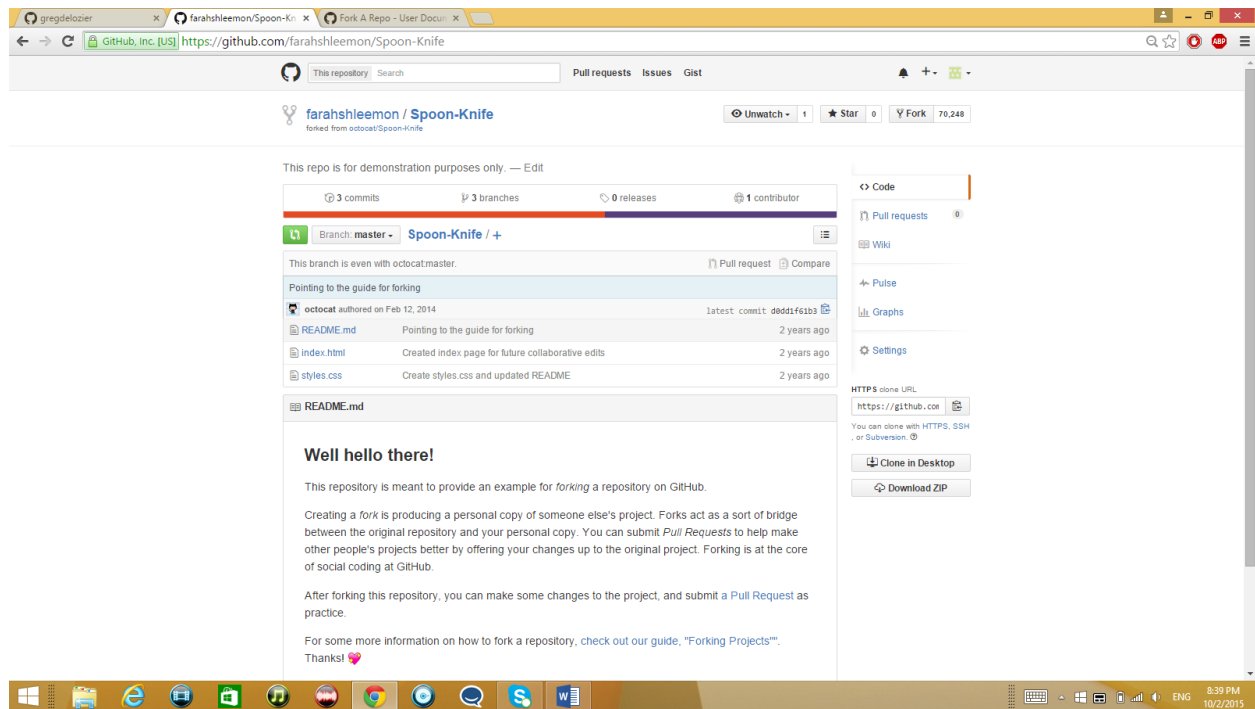 gregdelozier
farahshleemon/Spoon-Kn
Fork A Repo - User Docun
GitHub, Inc. [US] https://github.com/farahshleemon/Spoon-Knife
ABP
This repository Search Pull requests Issues Gist
farahshleemon / Spoon-Knife
Unwatch 1 Star 0 Fork 70,248
forked from octocat/Spoon-Knife
This repo is for demonstration purposes only. — Edit
3 commits 3 branches 0 releases 1 contributor
Branch: master Spoon-Knife / +
This branch is even with octocat:master. Pull request Compare
Pointing to the guide for forking
octocat authored on Feb 12, 2014 latest commit d0dd1f61b3
README.md Pointing to the guide for forking 2 years ago
index.html Created index page for future collaborative edits 2 years ago
styles.css Create styles.css and updated README 2 years ago
README.md
Well hello there!
This repository is meant to provide an example for forking a repository on GitHub.
Creating a fork is producing a personal copy of someone else's project. Forks act as a sort of bridge
between the original repository and your personal copy. You can submit Pull Requests to help make
other people's projects better by offering your changes up to the original project. Forking is at the core
of social coding at GitHub.
After forking this repository, you can make some changes to the project, and submit a Pull Request as
practice.
For some more information on how to fork a repository, check out our guide, "Forking Projects"".
Thanks!
Code
Pull requests 0
Wiki
Pulse
Graphs
Settings
HTTPS clone URL
https://github.com
You can clone with HTTPS, SSH
, or Subversion.
Clone in Desktop
Download ZIP
ENG
8:39 PM
10/2/2015